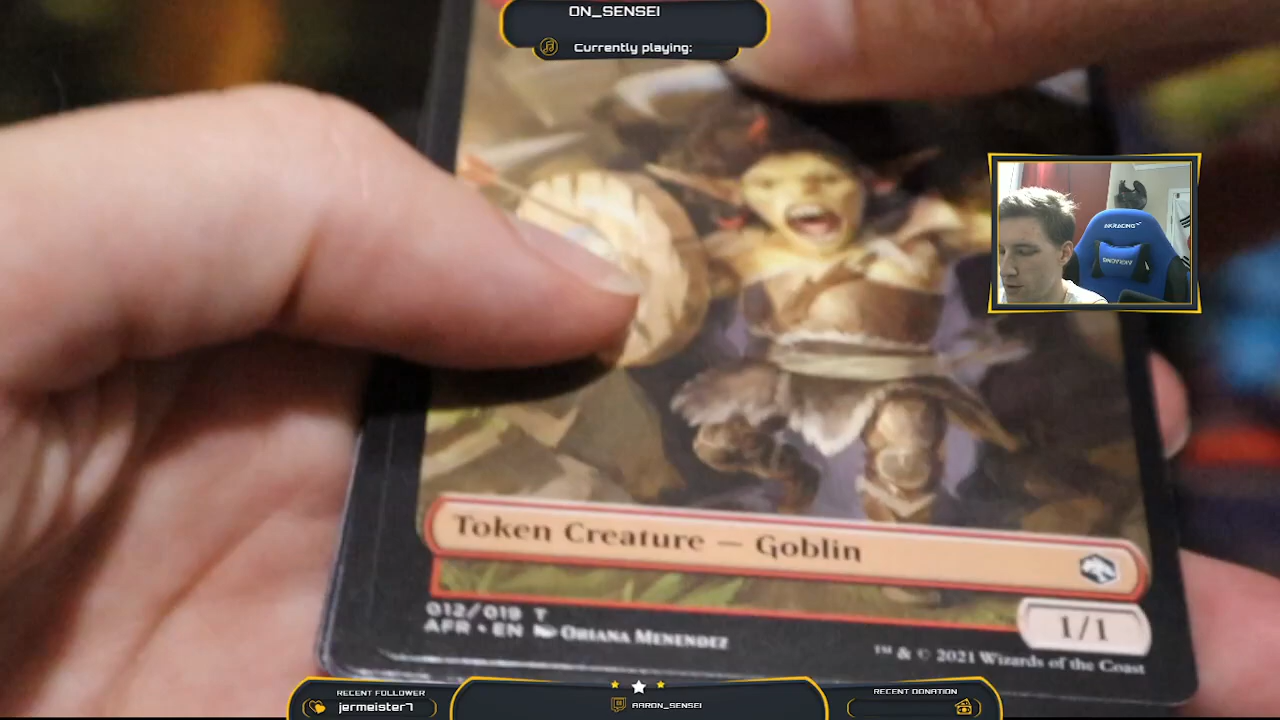 ON_SENSEI
Currently playing:
AKRACING
Token Creature — Goblin
1/1
012/019 T
AFR • EN Oriana Menendez
™ & © 2021 Wizards of the Coast
RECENT FOLLOWER
jermeister7
AARON_SENSEI
RECENT DONATION